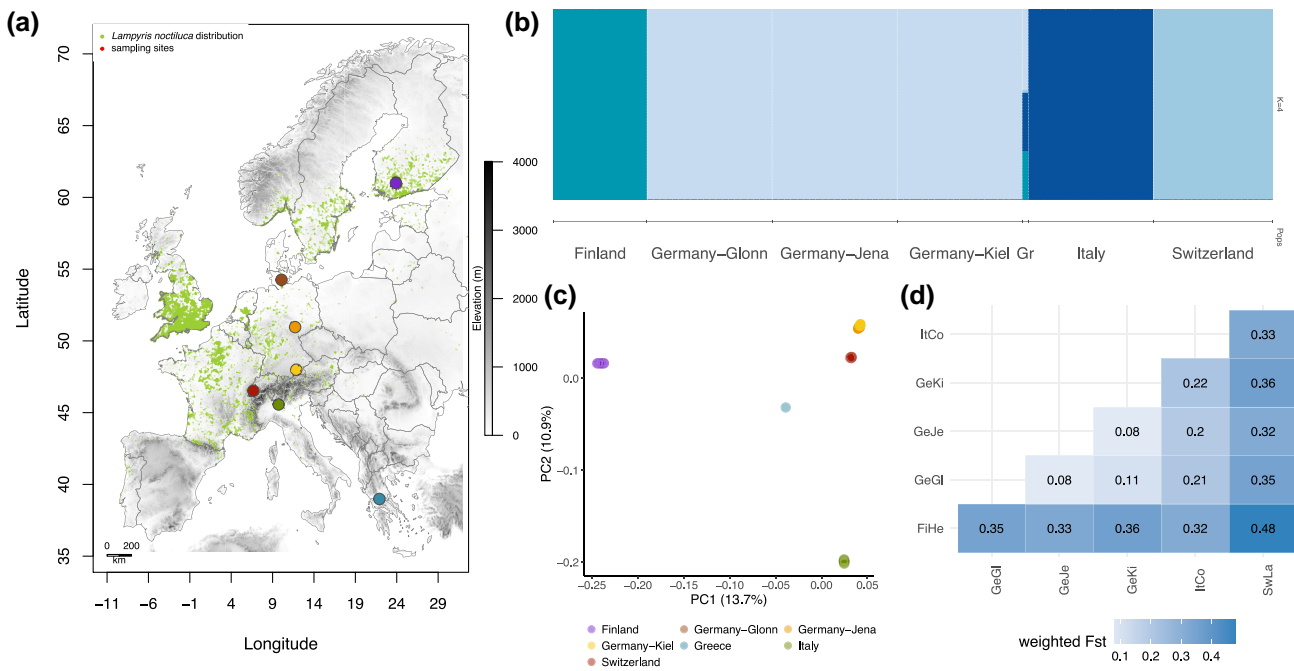 (a)
Lampyris noctiluca distribution
sampling sites
70
65
60
55
50
45
40
35
Latitude
0 200
km
−11 −6 −1 4 9 14 19 24 29
Longitude
4000
3000
2000
1000
0
Elevation (m)
(b)
K=4
Pops
Finland Germany−Glonn Germany−Jena Germany−Kiel Gr Italy Switzerland
(c)
0.0
−0.1
−0.2
PC2 (10.9%)
−0.25 −0.20 −0.15 −0.10 −0.05 0.00 0.05
PC1 (13.7%)
Finland Germany−Glonn Germany−Jena
Germany−Kiel Greece Italy
Switzerland
(d)
ItCo 0.33
GeKi 0.22 0.36
GeJe 0.08 0.2 0.32
GeGl 0.08 0.11 0.21 0.35
FiHe 0.35 0.33 0.36 0.32 0.48
GeGl GeJe GeKi ItCo SwLa
weighted Fst
0.1 0.2 0.3 0.4